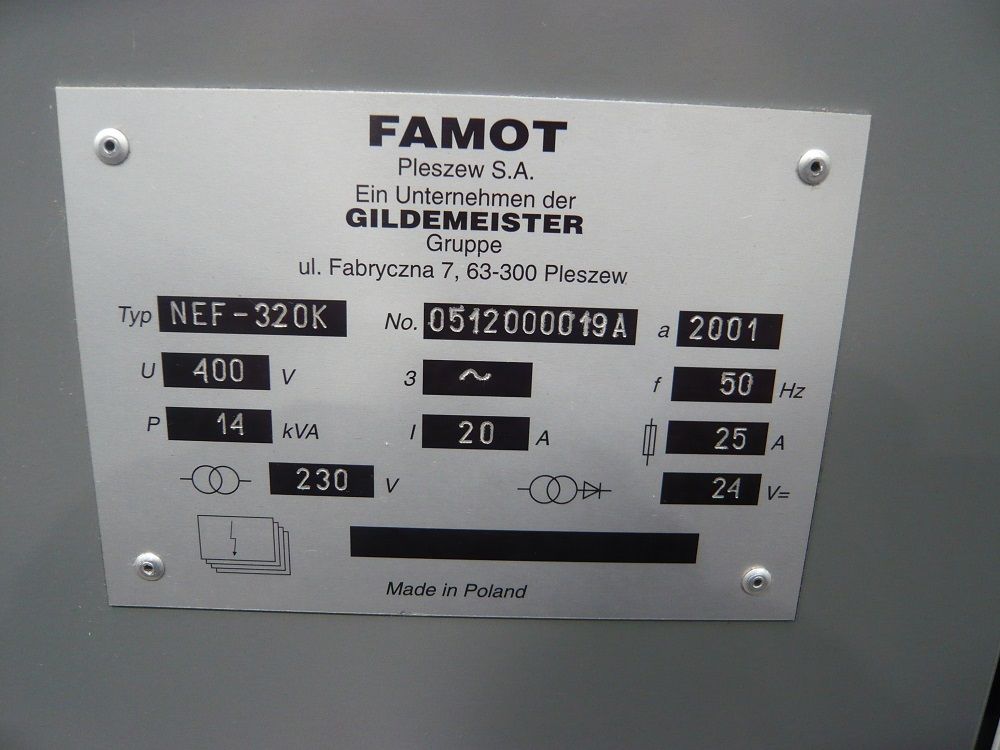 FAMOT
Pleszew S.A.
Ein Unternehmen der
GILDEMEISTER
Gruppe
ul. Fabryczna 7, 63-300 Pleszew
Typ NEF-320K No. 0512000019A a 2001
U 400 V 3 ~ f 50 Hz
P 14 kVA I 20 A 25 A
230 V 24 V=
Made in Poland